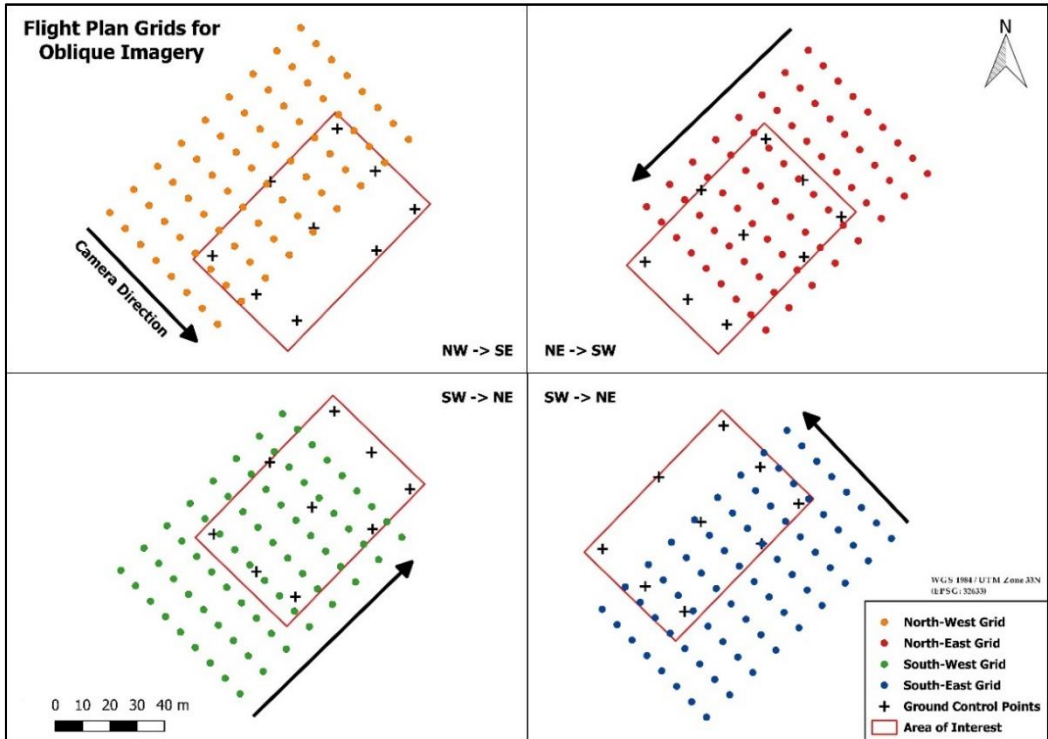 Flight Plan Grids for
Oblique Imagery
N
Camera Direction
NW -> SE
NE -> SW
SW -> NE
SW -> NE
WGS 1984 / UTM Zone 33N
(EPSG: 32633)
North-West Grid
North-East Grid
South-West Grid
South-East Grid
Ground Control Points
Area of Interest
0 10 20 30 40 m